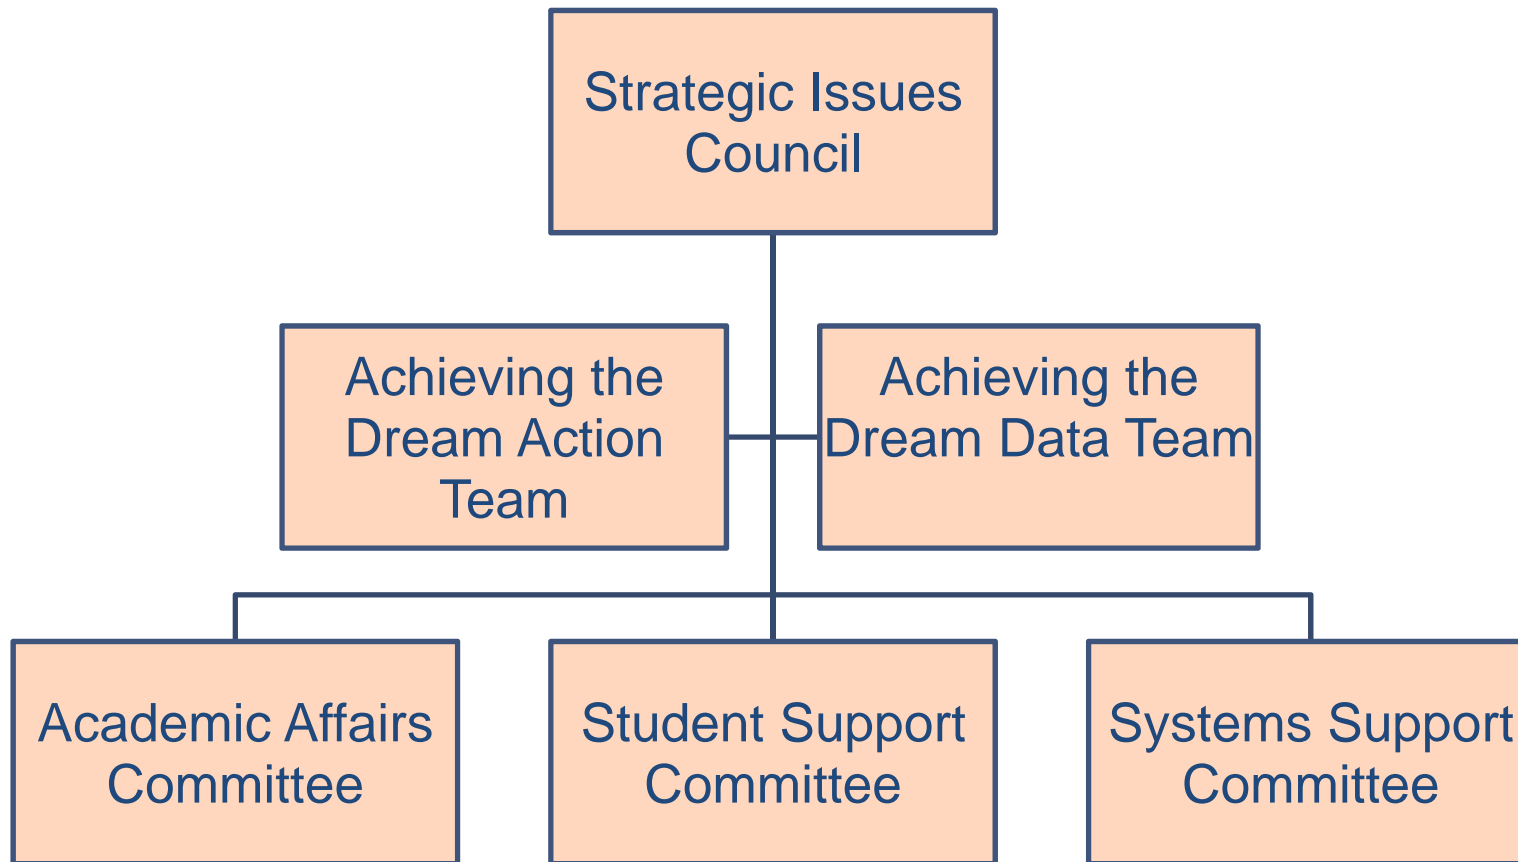 Strategic Issues
Council
Achieving the
Dream Action
Team
Achieving the
Dream Data Team
Academic Affairs
Committee
Student Support
Committee
Systems Support
Committee